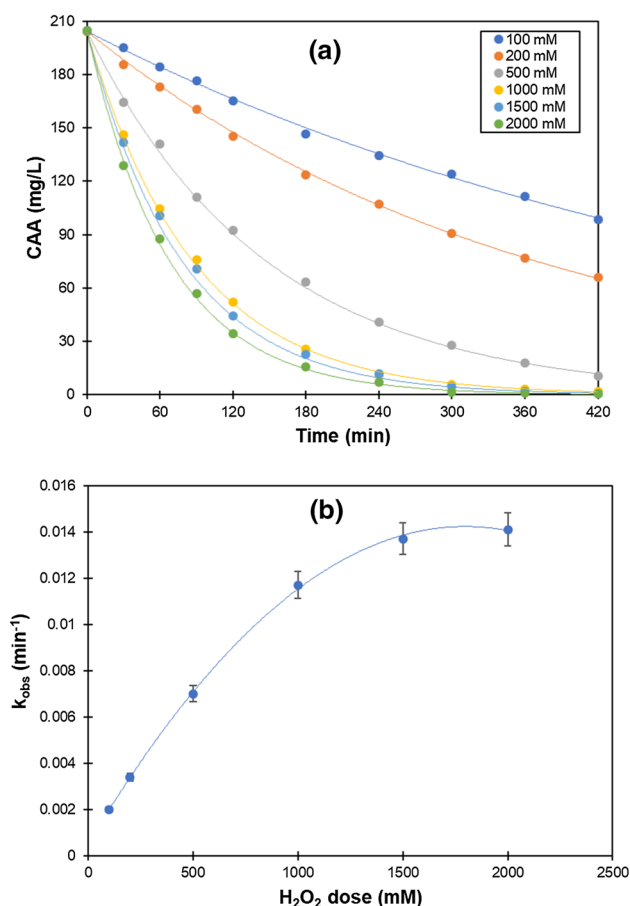 (a)
210
180
150
120
90
60
30
0
CAA (mg/L)
0 60 120 180 240 300 360 420
Time (min)
100 mM
200 mM
500 mM
1000 mM
1500 mM
2000 mM
(b)
0.016
0.014
0.012
0.01
0.008
0.006
0.004
0.002
0
kobs (min-1)
0 500 1000 1500 2000 2500
H2O2 dose (mM)